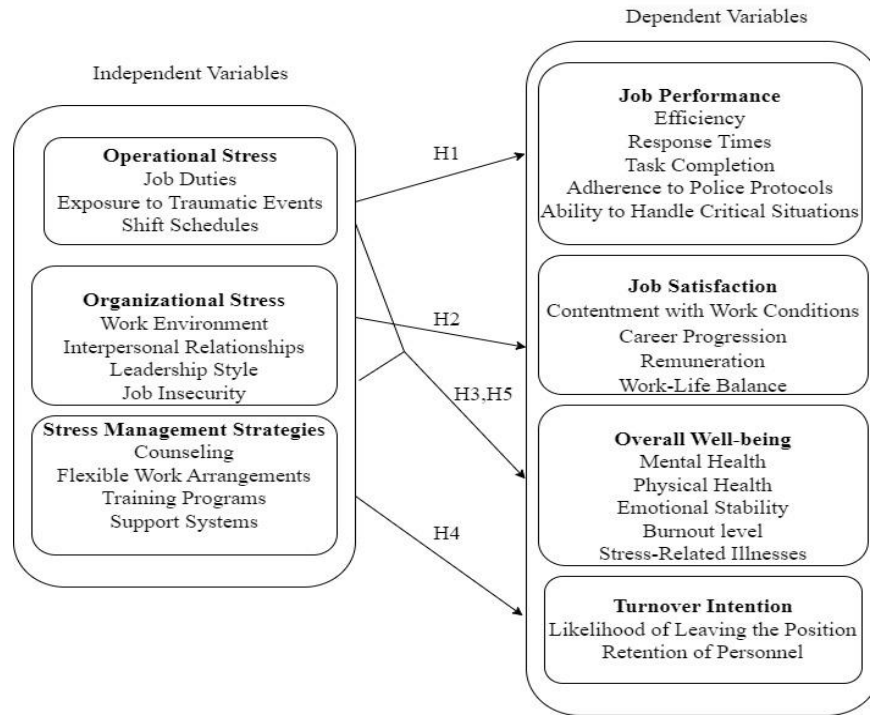 Independent Variables
Operational Stress
Job Duties
Exposure to Traumatic Events
Shift Schedules
Organizational Stress
Work Environment
Interpersonal Relationships
Leadership Style
Job Insecurity
Stress Management Strategies
Counseling
Flexible Work Arrangements
Training Programs
Support Systems
H1
H2
H3,H5
H4
Dependent Variables
Job Performance
Efficiency
Response Times
Task Completion
Adherence to Police Protocols
Ability to Handle Critical Situations
Job Satisfaction
Contentment with Work Conditions
Career Progression
Remuneration
Work-Life Balance
Overall Well-being
Mental Health
Physical Health
Emotional Stability
Burnout level
Stress-Related Illnesses
Turnover Intention
Likelihood of Leaving the Position
Retention of Personnel